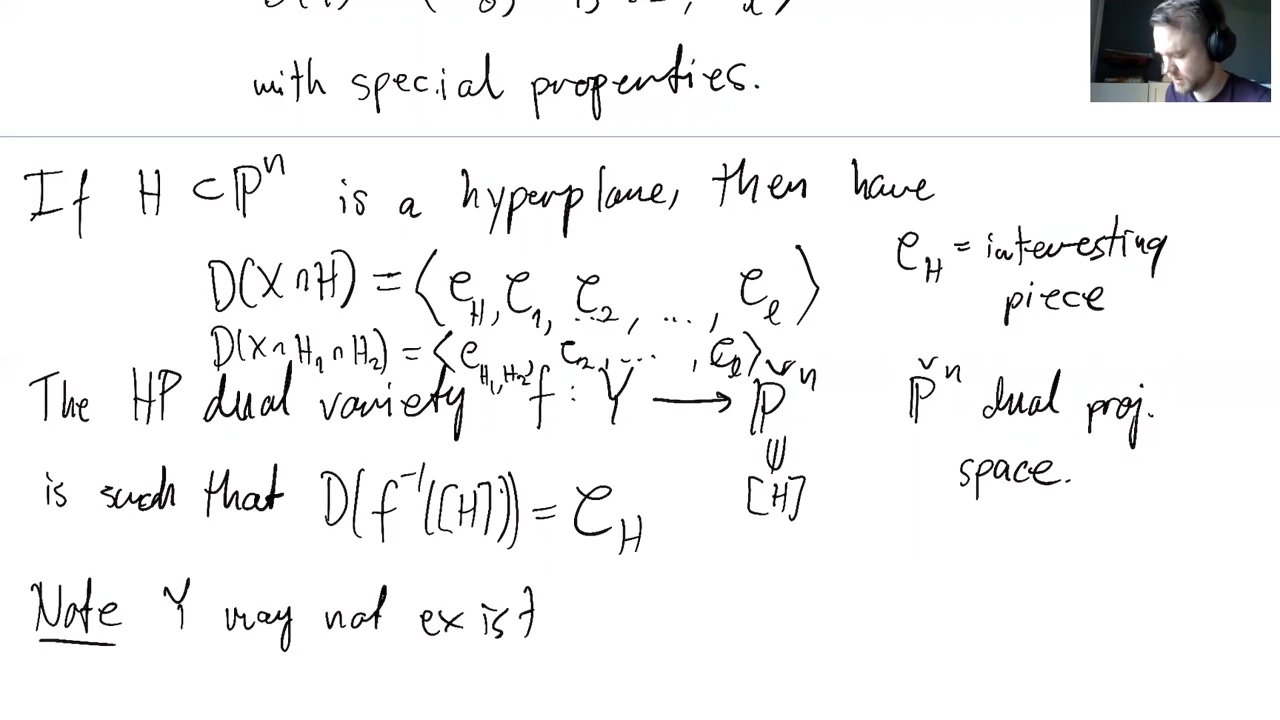 with special properties.
If H ⊂ ℙⁿ is a hyperplane, then have
D(X∩H) = ⟨𝒞_H, 𝒞₁, 𝒞₂, ..., 𝒞_ℓ⟩
𝒞_H = interesting piece
D(X∩H₁∩H₂) = ⟨𝒞_{H₁,H₂}, 𝒞₂, ..., 𝒞_ℓ⟩
The HP dual variety f : Y ⟶ ℙ̌ⁿ
ℙ̌ⁿ dual proj.
space.
is such that D(f⁻¹([H])) = 𝒞_H
ψ
[H]
Note Y may not exist